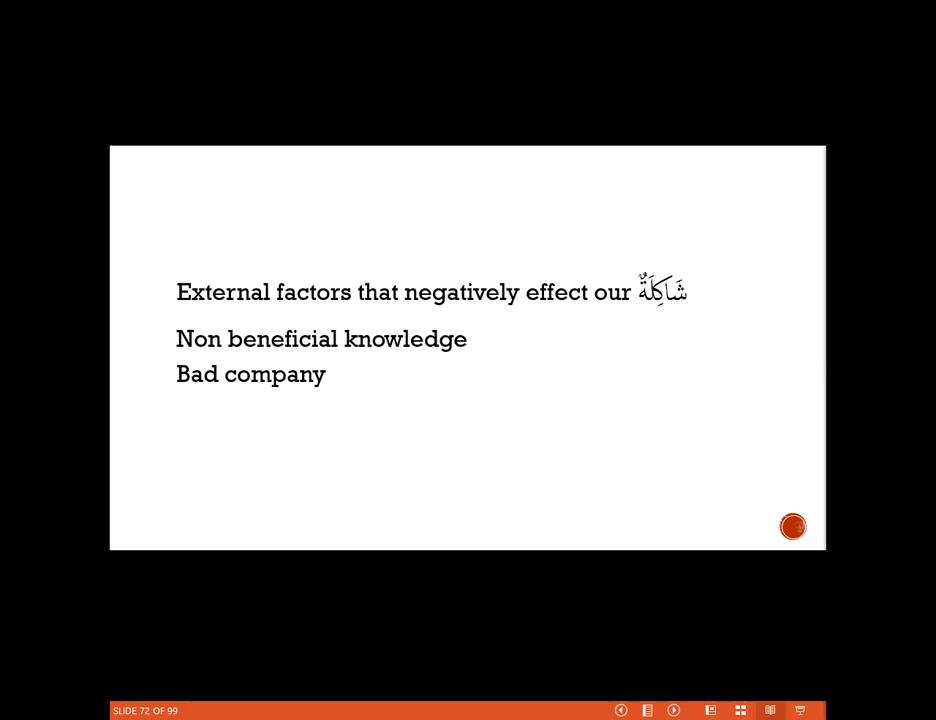 External factors that negatively effect our شَاكِلَةٌ
Non beneficial knowledge
Bad company
SLIDE 72 OF 99